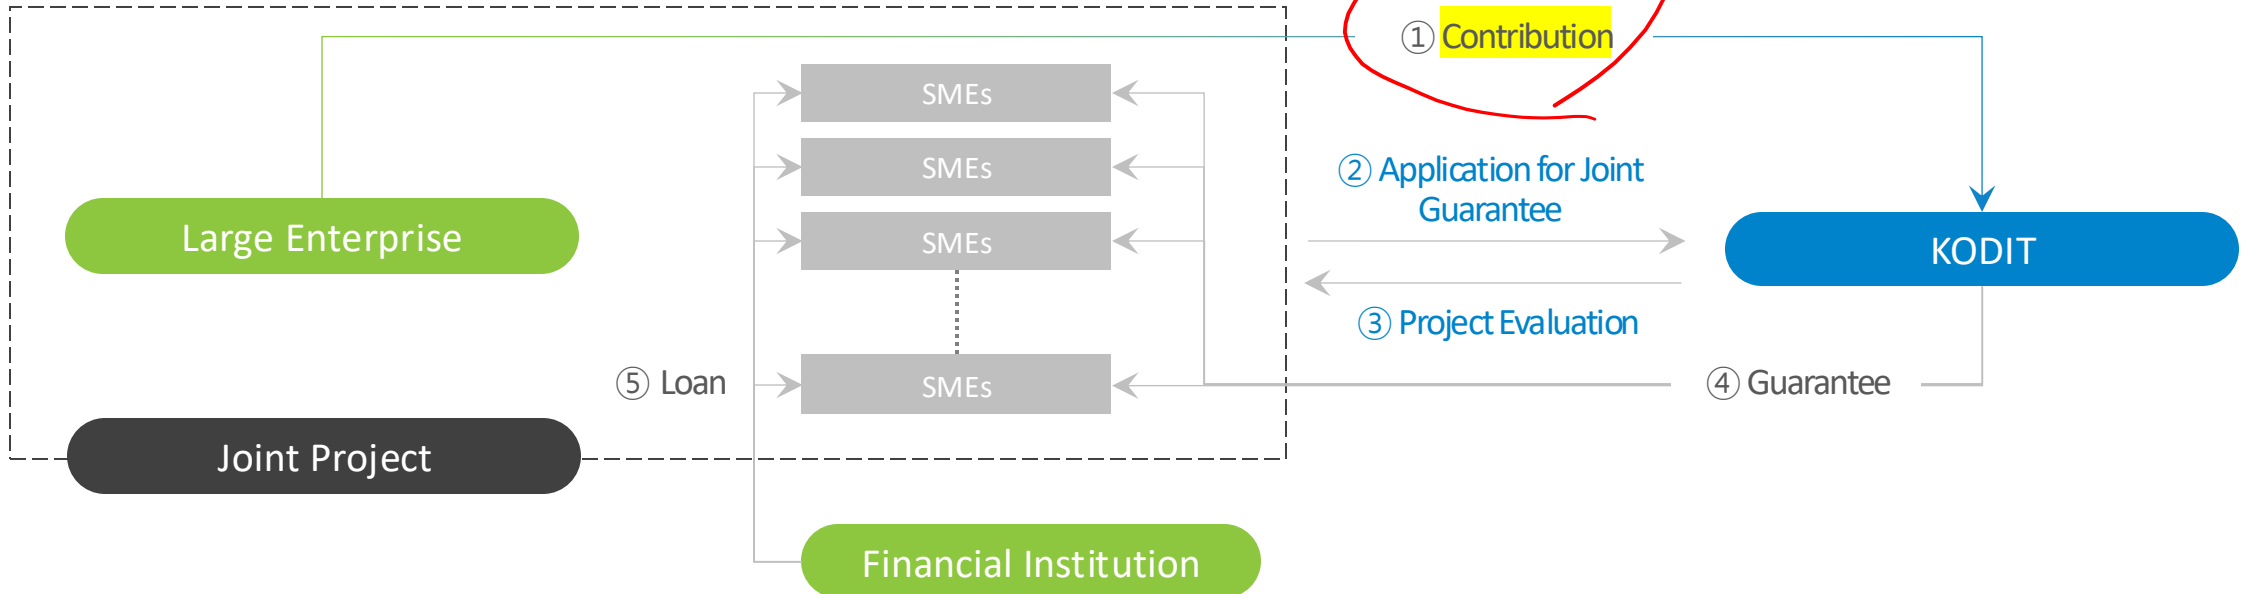 ① Contribution
SMEs
SMEs
② Application for Joint
Guarantee
Large Enterprise
SMEs
KODIT
③ Project Evaluation
⑤ Loan
SMEs
④ Guarantee
Joint Project
Financial Institution